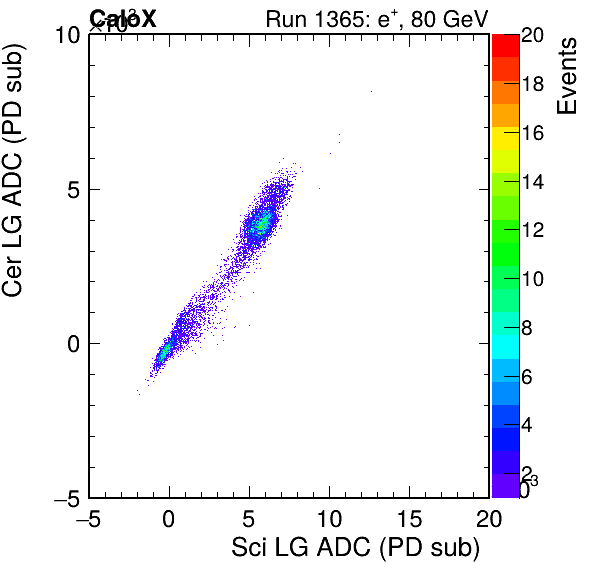 CaloX
×10³
Run 1365: e⁺, 80 GeV
Cer LG ADC (PD sub)
10
5
0
−5
−5 0 5 10 15 20
Sci LG ADC (PD sub)
Events
20
18
16
14
12
10
8
6
4
2
0